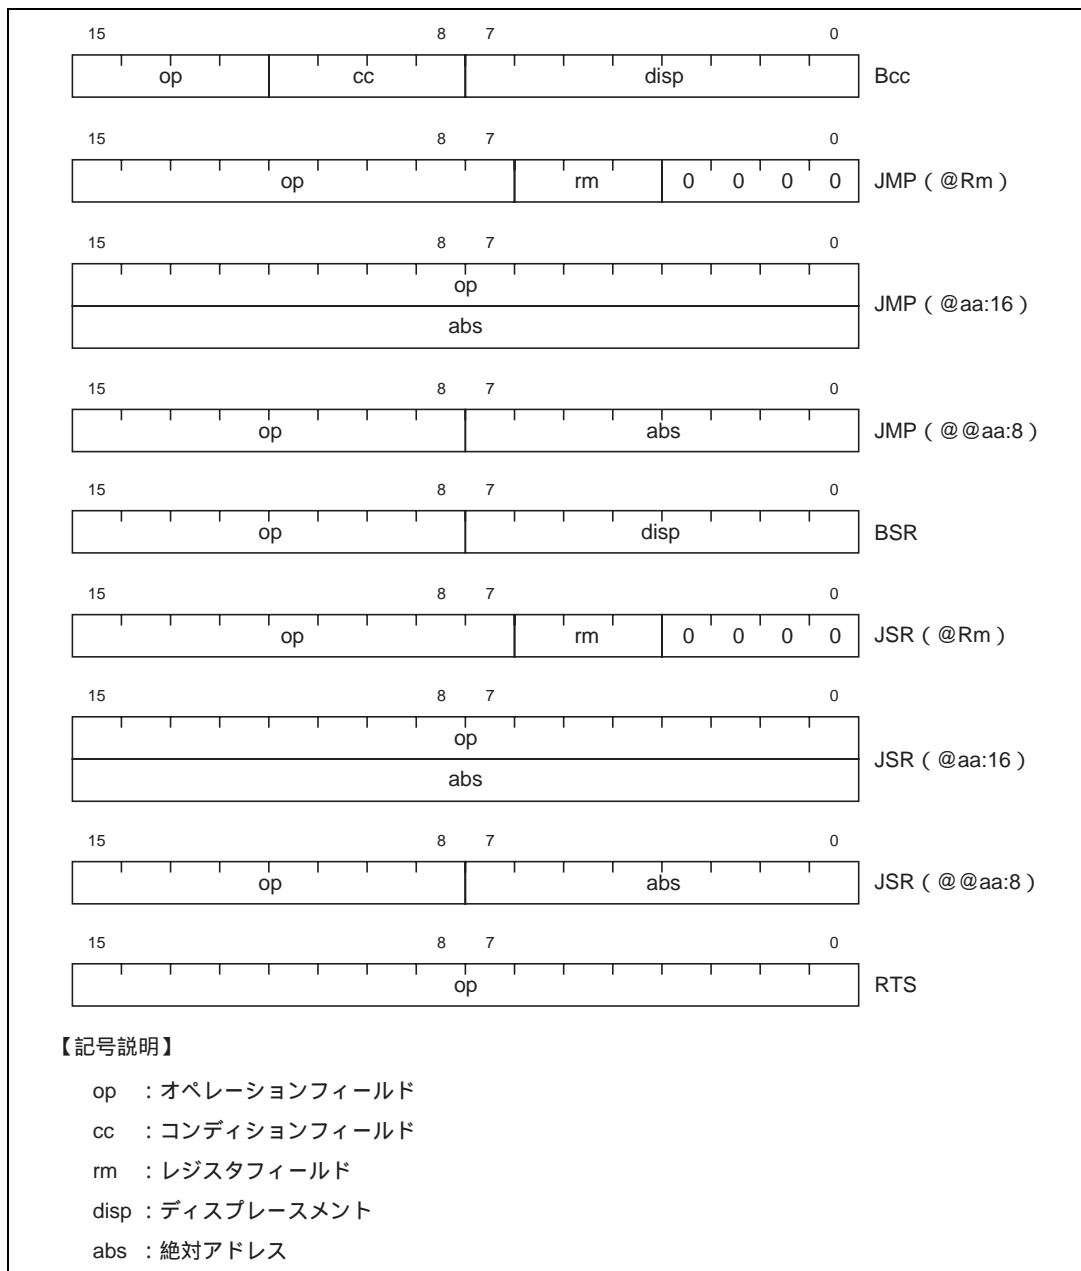 15 8 7 0
op cc disp Bcc
15 8 7 0
op rm 0 0 0 0 JMP ( @Rm )
15 8 7 0
op
abs
JMP ( @aa:16 )
15 8 7 0
op abs JMP ( @@aa:8 )
15 8 7 0
op disp BSR
15 8 7 0
op rm 0 0 0 0 JSR ( @Rm )
15 8 7 0
op
abs
JSR ( @aa:16 )
15 8 7 0
op abs JSR ( @@aa:8 )
15 8 7 0
op RTS
【記号説明】
op :オペレーションフィールド
cc :コンディションフィールド
rm :レジスタフィールド
disp :ディスプレースメント
abs :絶対アドレス